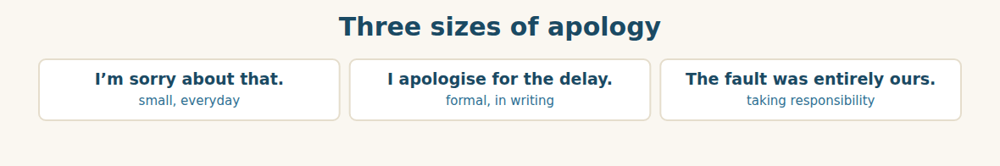 Three sizes of apology
I’m sorry about that.
small, everyday
I apologise for the delay.
formal, in writing
The fault was entirely ours.
taking responsibility